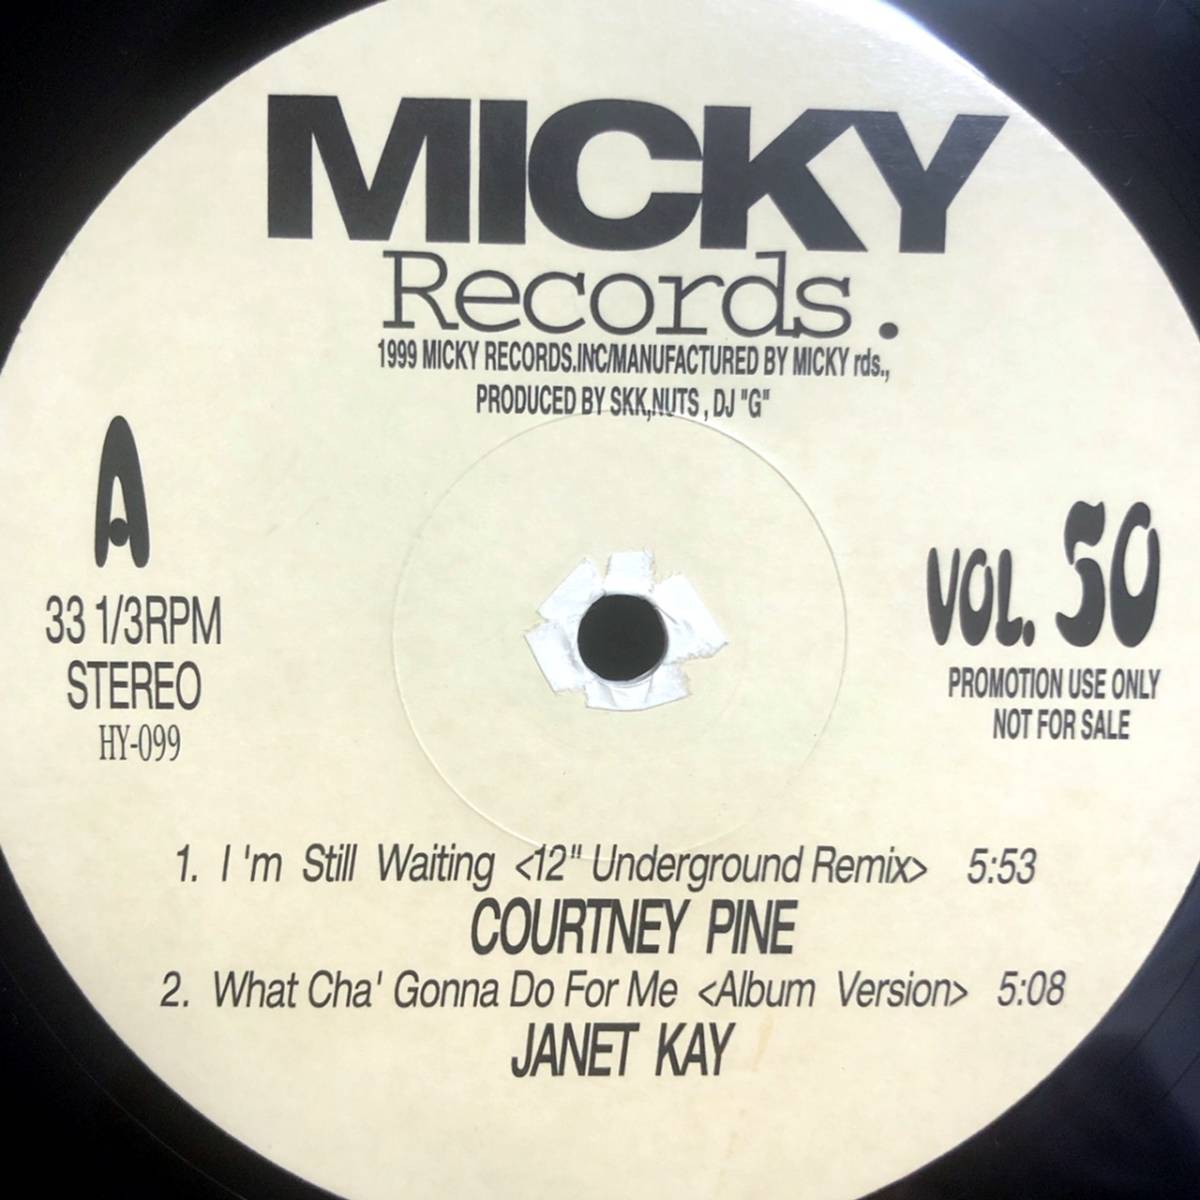 MICKY
Records.
1999 MICKY RECORDS.INC/MANUFACTURED BY MICKY rds.,
PRODUCED BY SKK,NUTS , DJ "G"
A
33 1/3RPM
STEREO
HY-099
VOL. 50
PROMOTION USE ONLY
NOT FOR SALE
1. I 'm Still Waiting <12" Underground Remix> 5:53
COURTNEY PINE
2. What Cha' Gonna Do For Me <Album Version> 5:08
JANET KAY